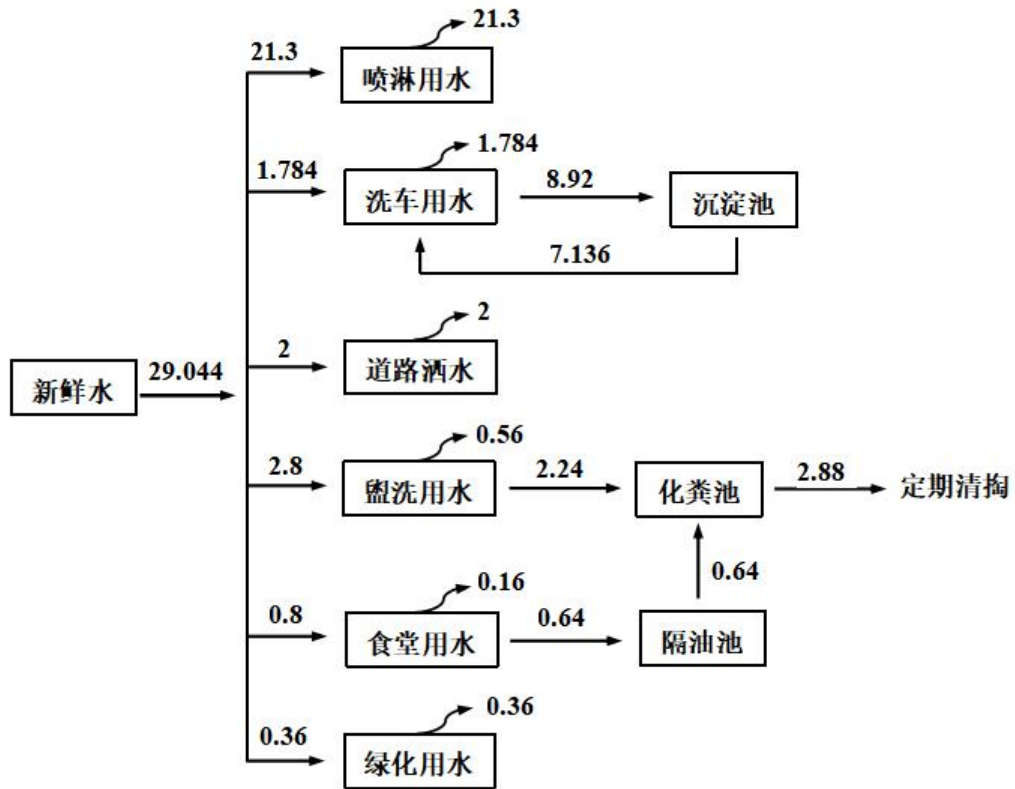 21.3
21.3
喷淋用水
1.784
1.784
洗车用水
8.92
沉淀池
7.136
2
2
道路洒水
新鲜水
29.044
0.56
2.8
盥洗用水
2.24
化粪池
2.88
定期清掏
0.64
0.16
0.8
食堂用水
0.64
隔油池
0.36
0.36
绿化用水